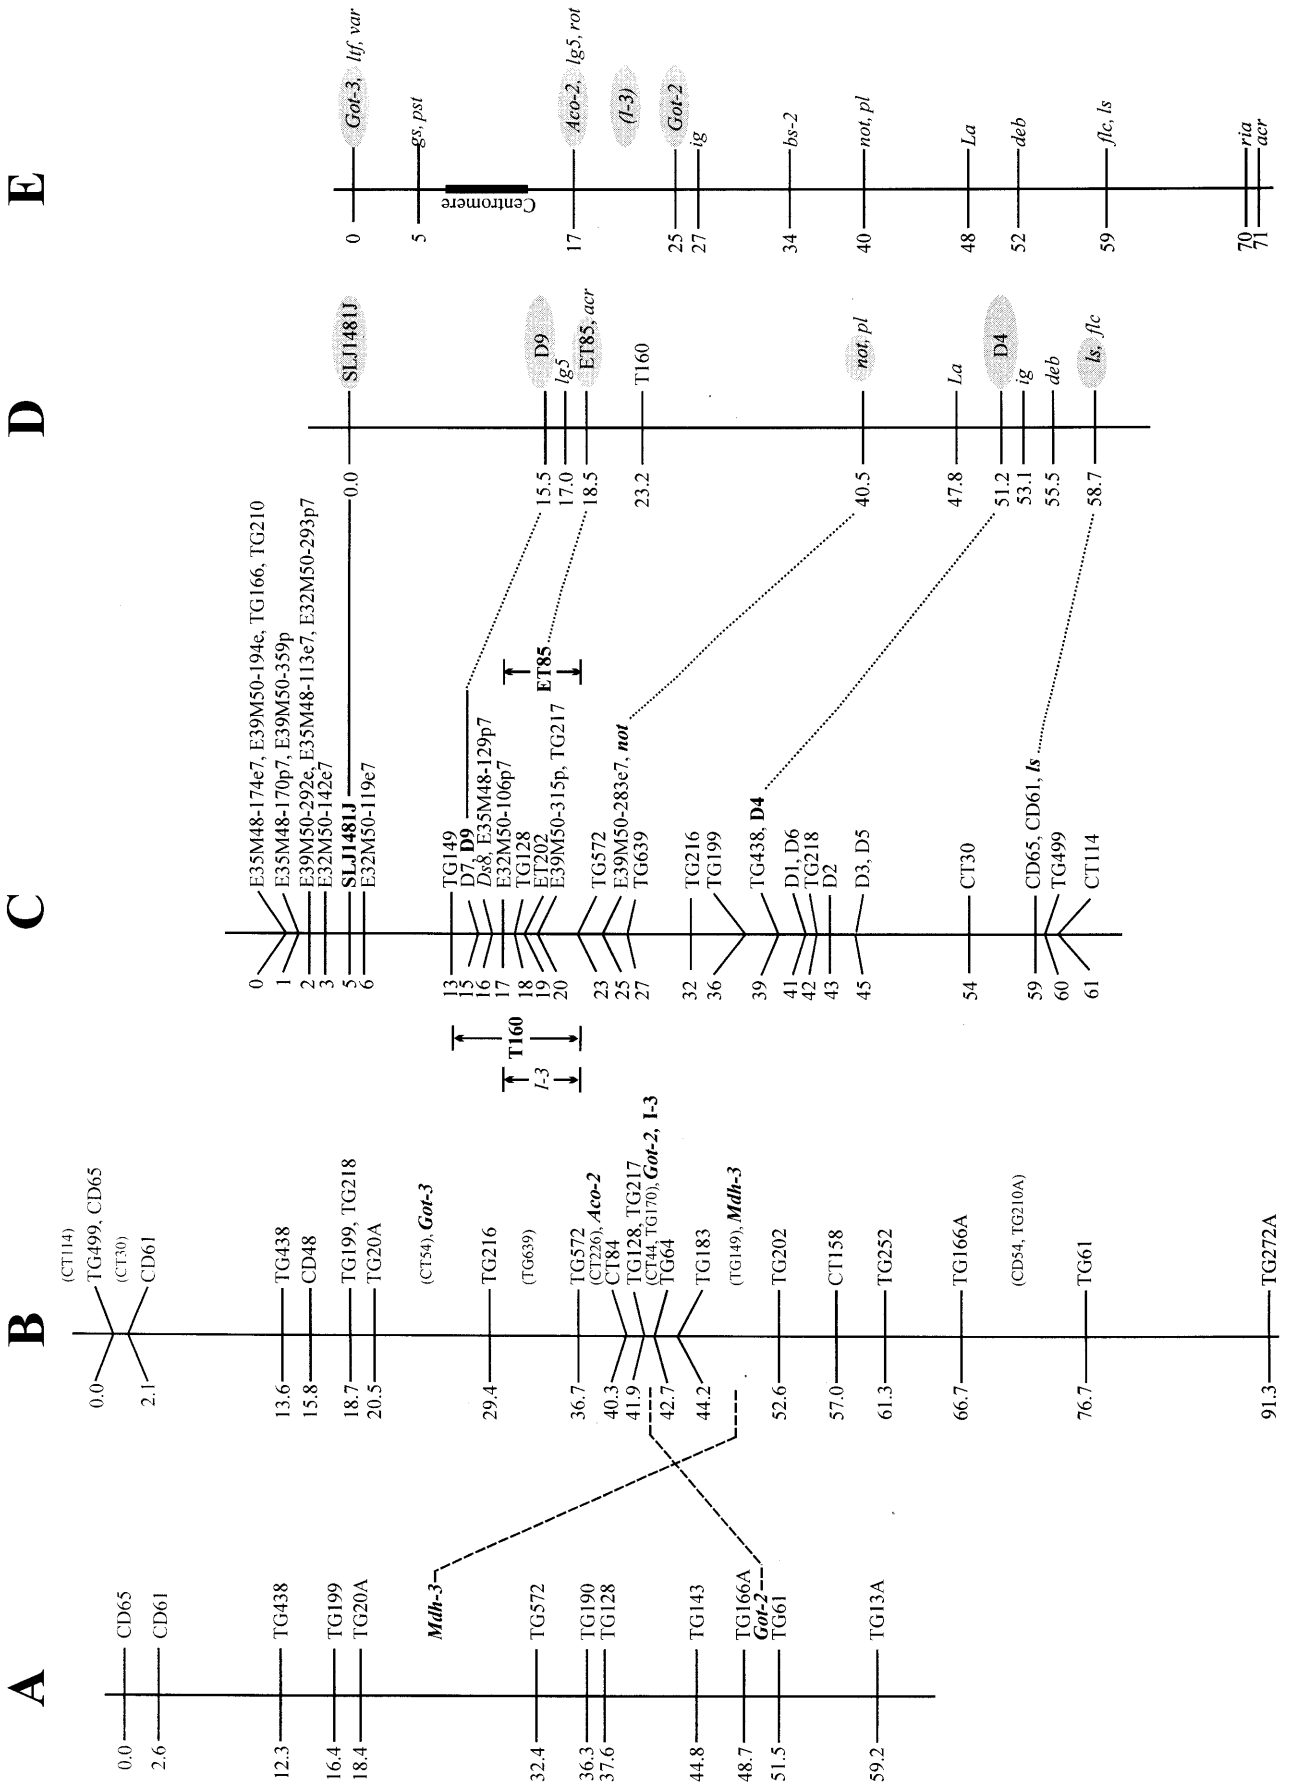 A
0.0 CD65
2.6 CD61
12.3 TG438
16.4 TG199
18.4 TG20A
Mdh-3
32.4 TG572
36.3 TG190
37.6 TG128
44.8 TG143
48.7 TG166A
Got-2
51.5 TG61
59.2 TG13A
B
(CT114)
0.0 TG499, CD65
(CT30)
2.1 CD61
13.6 TG438
15.8 CD48
18.7 TG199, TG218
20.5 TG20A
(CT54), Got-3
29.4 TG216
(TG639)
36.7 TG572
(CT226), Aco-2
40.3 CT84
41.9 TG128, TG217
(CT44, TG170), Got-2, I-3
42.7 TG64
44.2 TG183
(TG149), Mdh-3
52.6 TG202
57.0 CT158
61.3 TG252
66.7 TG166A
(CD54, TG210A)
76.7 TG61
91.3 TG272A
C
0 E35M48-174e7, E39M50-194e, TG166, TG210
1 E35M48-170p7, E39M50-359p
2 E39M50-292e, E35M48-113e7, E32M50-293p7
3 E32M50-142e7
5 SLJ1481J
6 E32M50-119e7
13 TG149
15 D7, D9
16 Ds8, E35M48-129p7
17 E32M50-106p7
18 TG128
19 ET202
20 E39M50-315p, TG217
23 TG572
25 E39M50-283e7, not
27 TG639
32 TG216
36 TG199
39 TG438, D4
41 D1, D6
42 TG218
43 D2
45 D3, D5
54 CT30
59 CD65, CD61, ls
60 TG499
61 CT114
T160
I-3
ET85
D
0.0 SLJ1481J
15.5 D9
17.0 lg5
18.5 ET85, acr
23.2 T160
40.5 not, pl
47.8 La
51.2 D4
53.1 ig
55.5 deb
58.7 ls, flc
E
0 Got-3, ltf, var
5 gs, pst
Centromere
17 Aco-2, lg5, rot
(I-3)
25 Got-2
27 ig
34 bs-2
40 not, pl
48 La
52 deb
59 flc, ls
70 ria
71 acr